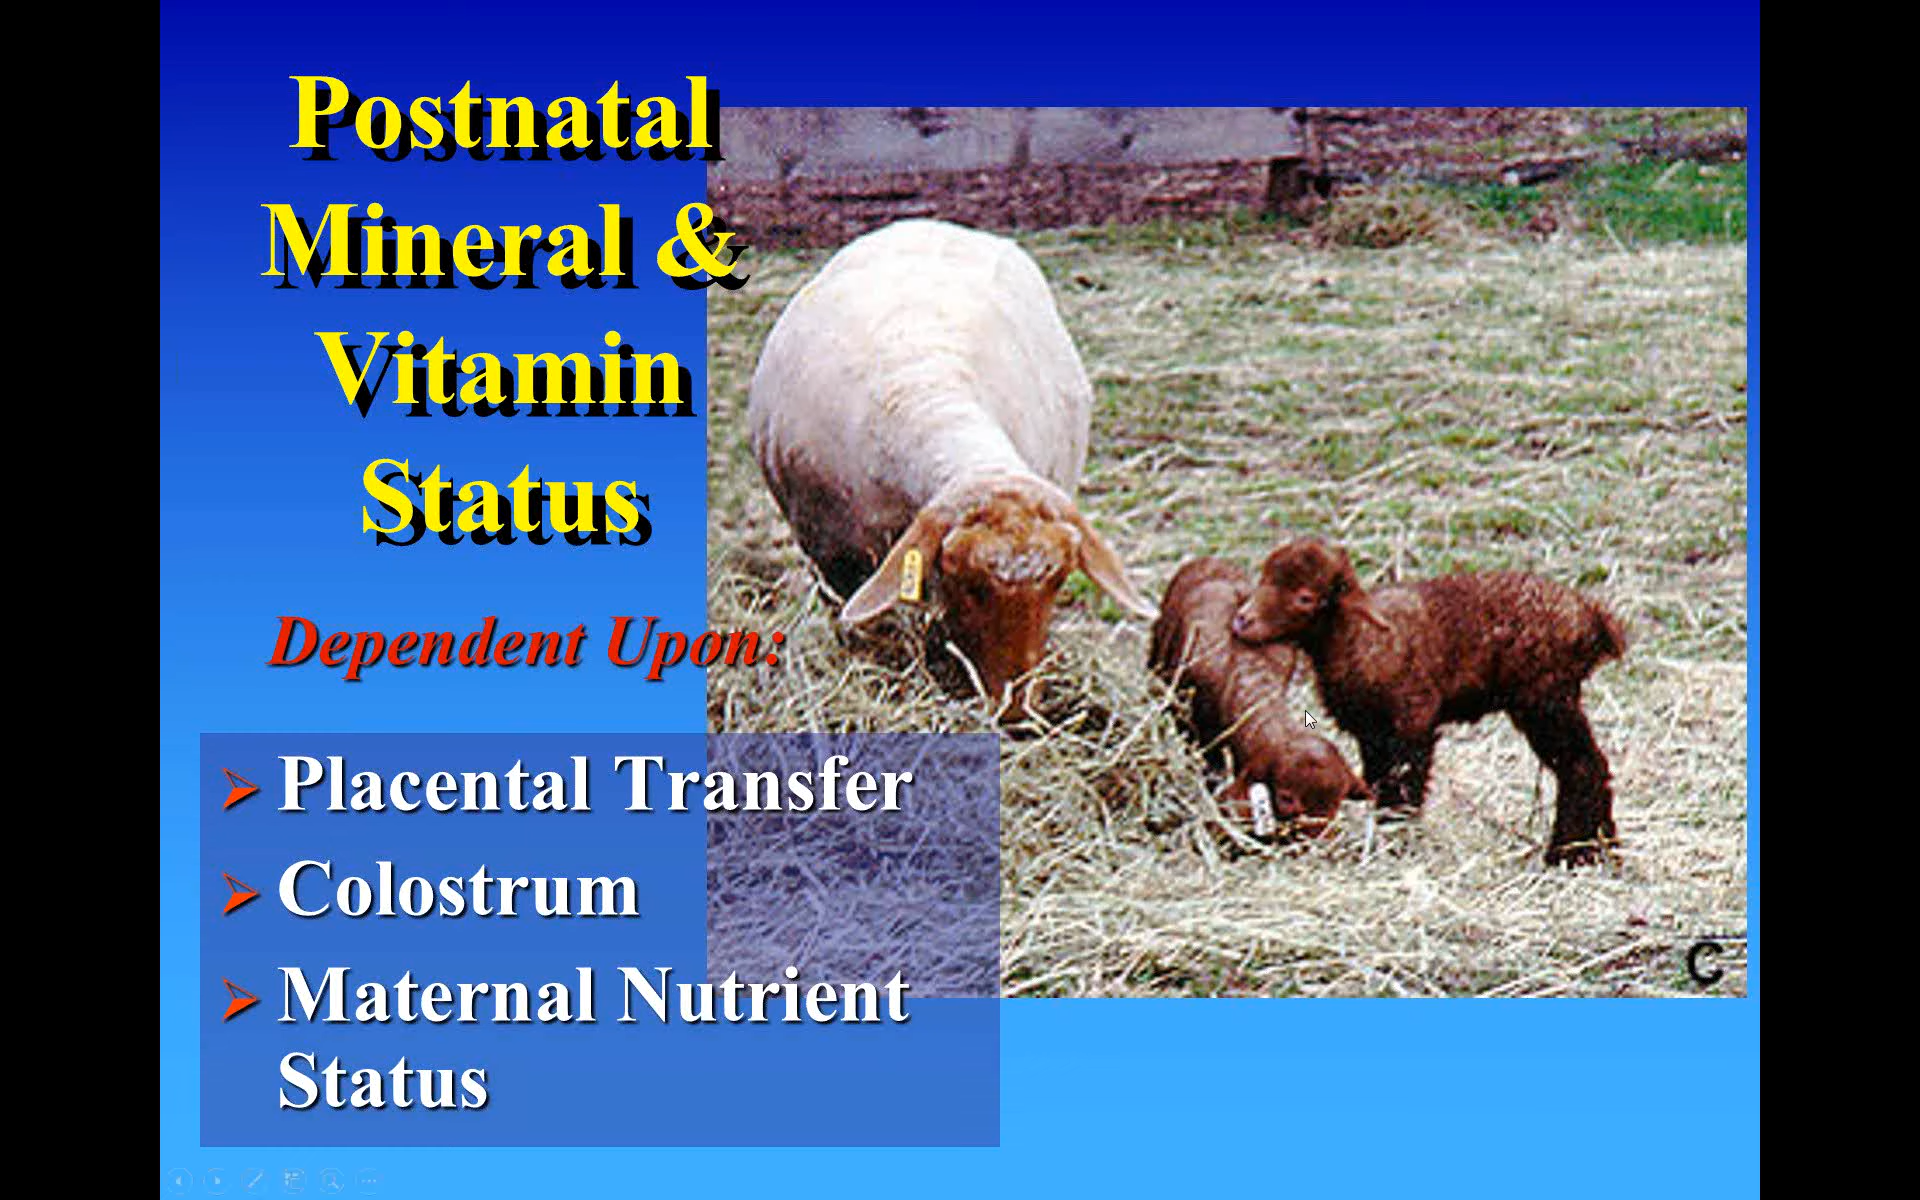 Postnatal
Mineral &
Vitamin
Status
Dependent Upon:
Placental Transfer
Colostrum
Maternal Nutrient
Status
C